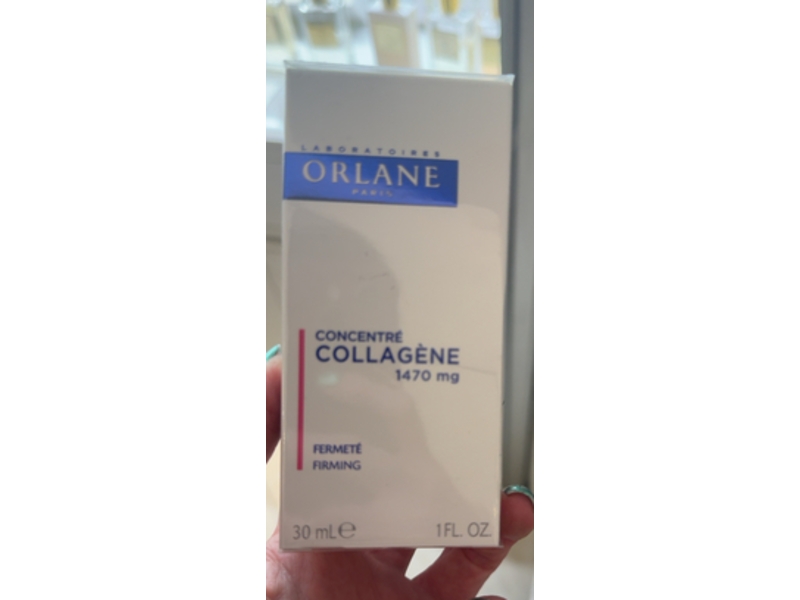 LABORATOIRES
ORLANE
PARIS
CONCENTRÉ
COLLAGÈNE
1470 mg
FERMETÉ
FIRMING
30 mL℮ 1FL. OZ.